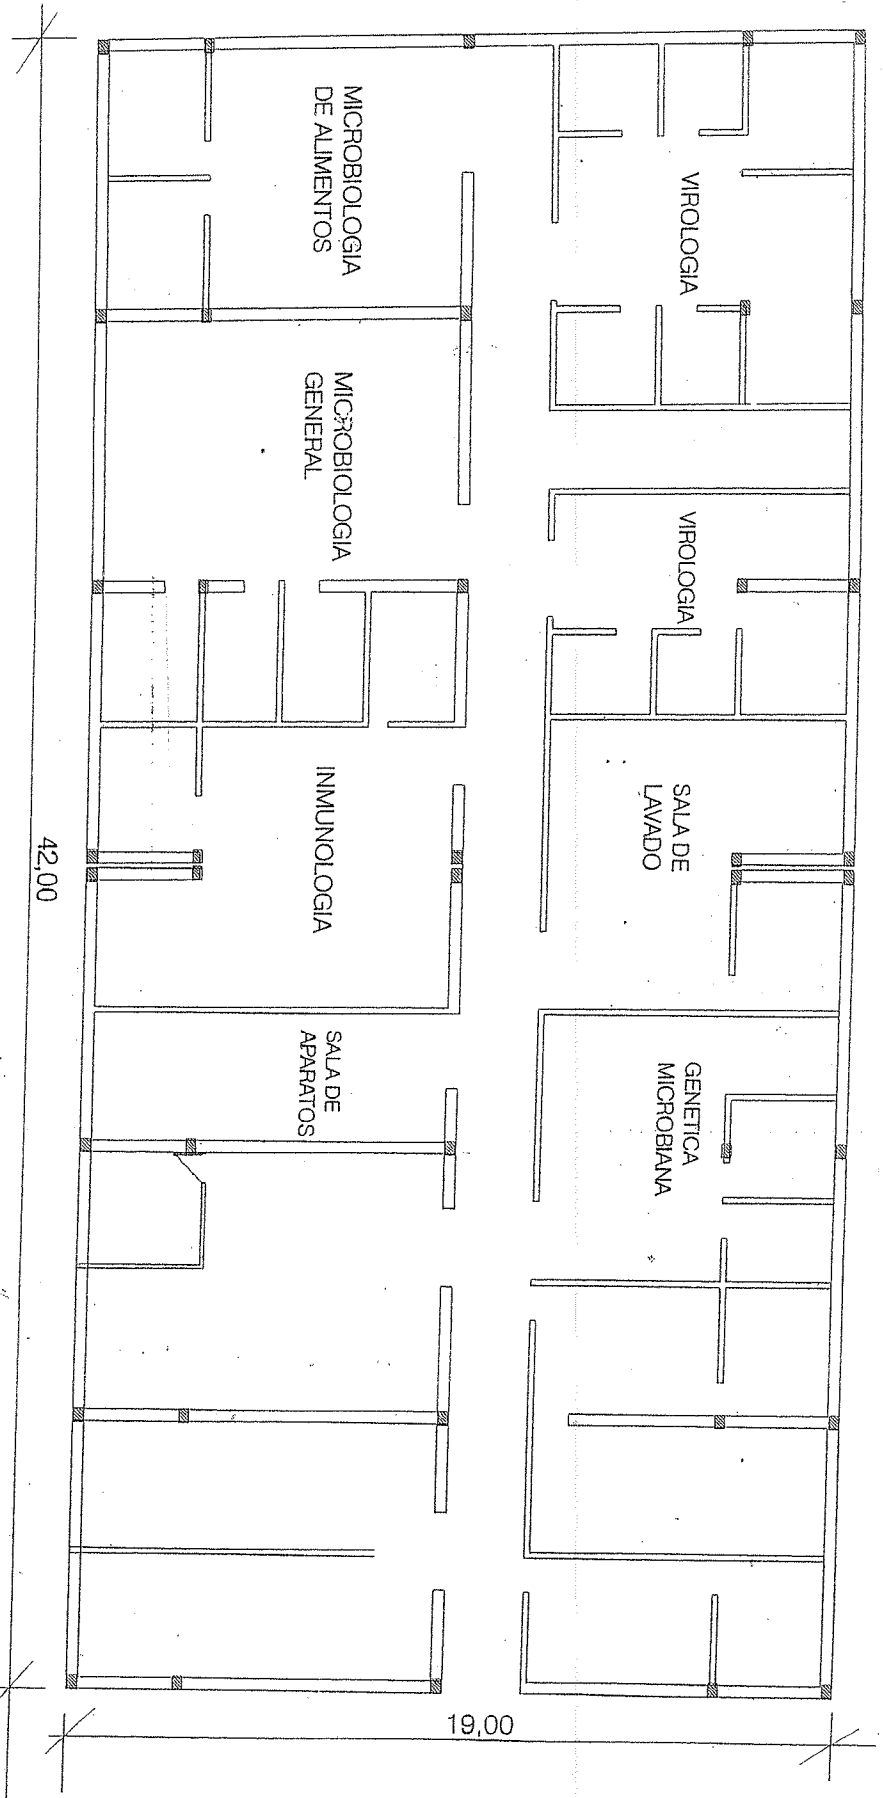 MICROBIOLOGIA
DE ALIMENTOS
VIROLOGIA
MICROBIOLOGIA
GENERAL
VIROLOGIA
INMUNOLOGIA
SALA DE
LAVADO
42,00
SALA DE
APARATOS
GENETICA
MICROBIANA
19,00